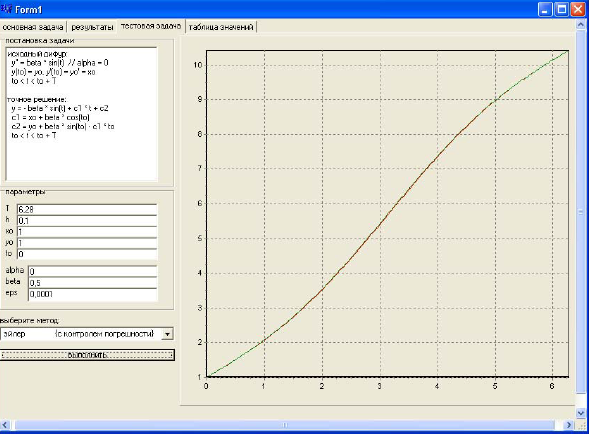 Form1
основная задача результаты тестовая задача таблица значений
постановка задачи
исходный дифур:
y'' = beta * sin(t) // alpha = 0
y(to) = yo, y'(to) = yo' = xo
to < t < to + T
точное решение:
y = - beta * sin(t) + c1 * t + c2
c1 = xo + beta * cos(to)
c2 = yo + beta * sin(to) - c1 * to
to < t < to + T
параметры
T 6.28
h 0,1
xo 1
yo 1
to 0
alpha 0
beta 0,5
eps 0,0001
выберите метод:
эйлер (с контролем погрешности)
выполнить
10
9
8
7
6
5
4
3
2
1
0 1 2 3 4 5 6